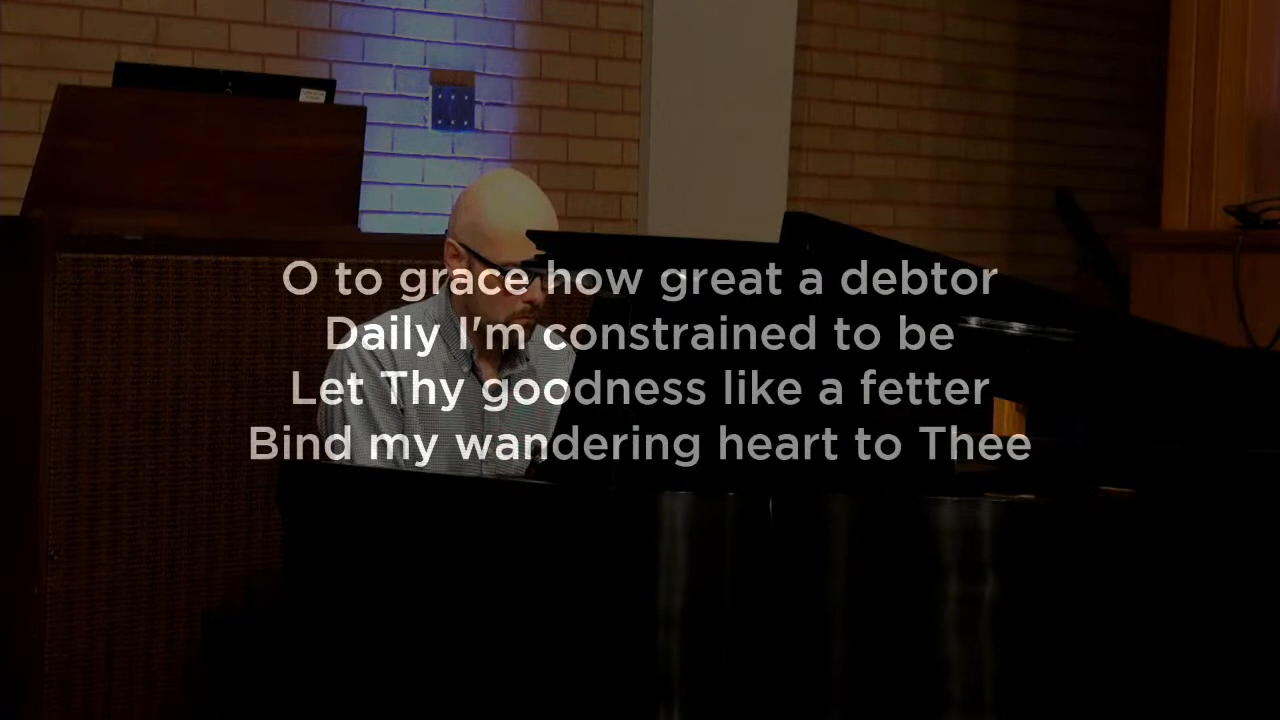 O to grace how great a debtor
Daily I'm constrained to be
Let Thy goodness like a fetter
Bind my wandering heart to Thee